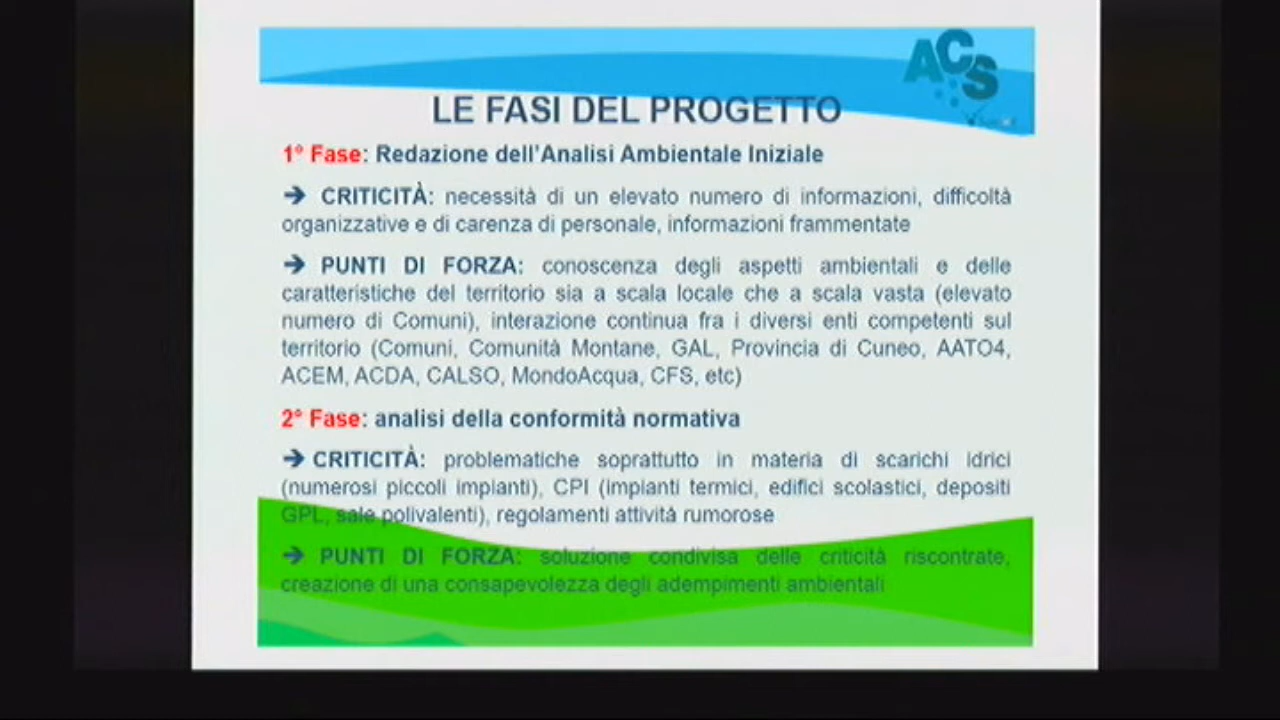 ACS
LE FASI DEL PROGETTO
1° Fase: Redazione dell'Analisi Ambientale Iniziale
➔ CRITICITÀ: necessità di un elevato numero di informazioni, difficoltà
organizzative e di carenza di personale, informazioni frammentate
➔ PUNTI DI FORZA: conoscenza degli aspetti ambientali e delle
caratteristiche del territorio sia a scala locale che a scala vasta (elevato
numero di Comuni), interazione continua fra i diversi enti competenti sul
territorio (Comuni, Comunità Montane, GAL, Provincia di Cuneo, AATO4,
ACEM, ACDA, CALSO, MondoAcqua, CFS, etc)
2° Fase: analisi della conformità normativa
➔ CRITICITÀ: problematiche soprattutto in materia di scarichi idrici
(numerosi piccoli impianti), CPI (impianti termici, edifici scolastici, depositi
GPL, sale polivalenti), regolamenti attività rumorose
➔ PUNTI DI FORZA: soluzione condivisa delle criticità riscontrate,
creazione di una consapevolezza degli adempimenti ambientali